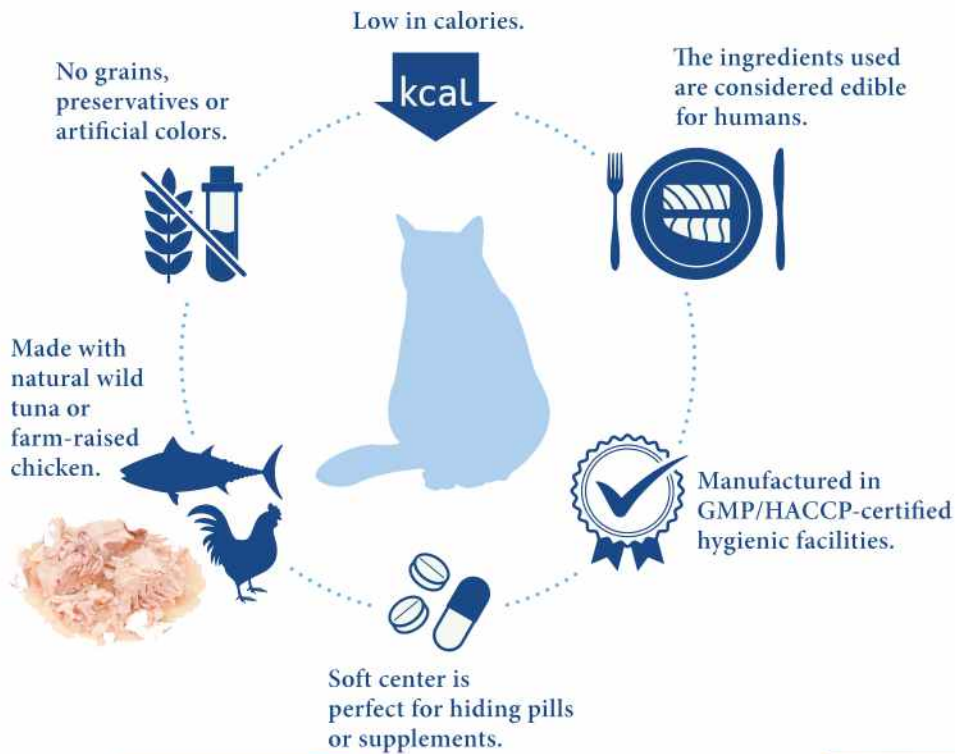 Low in calories.
kcal
No grains,
preservatives or
artificial colors.
The ingredients used
are considered edible
for humans.
Made with
natural wild
tuna or
farm-raised
chicken.
Manufactured in
GMP/HACCP-certified
hygienic facilities.
Soft center is
perfect for hiding pills
or supplements.